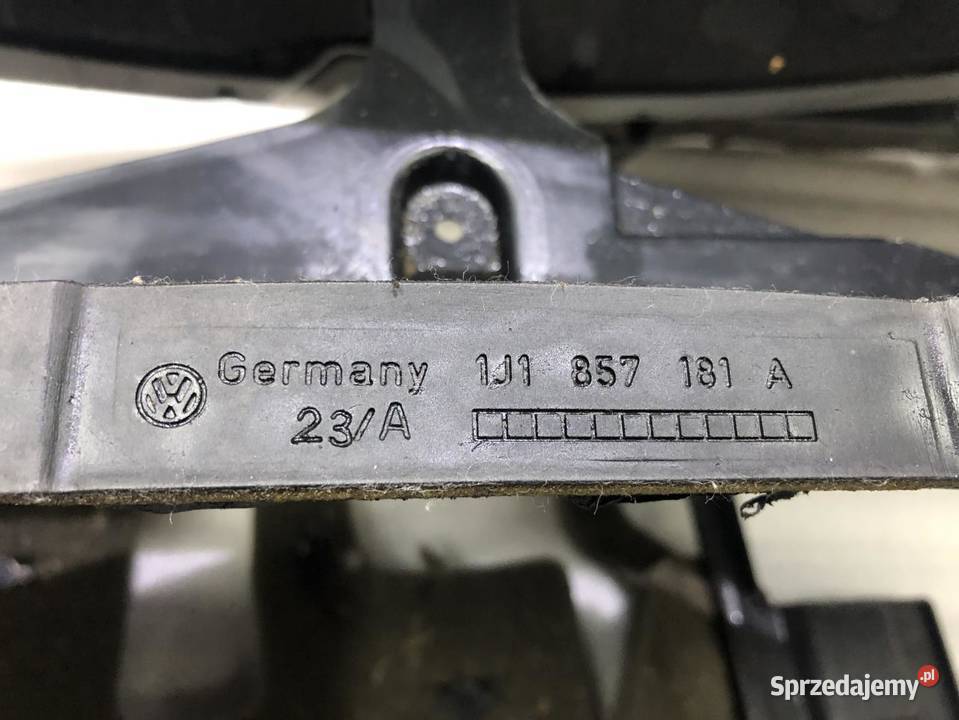 Germany 1J1 857 181 A
23/A
Sprzedajemy.pl